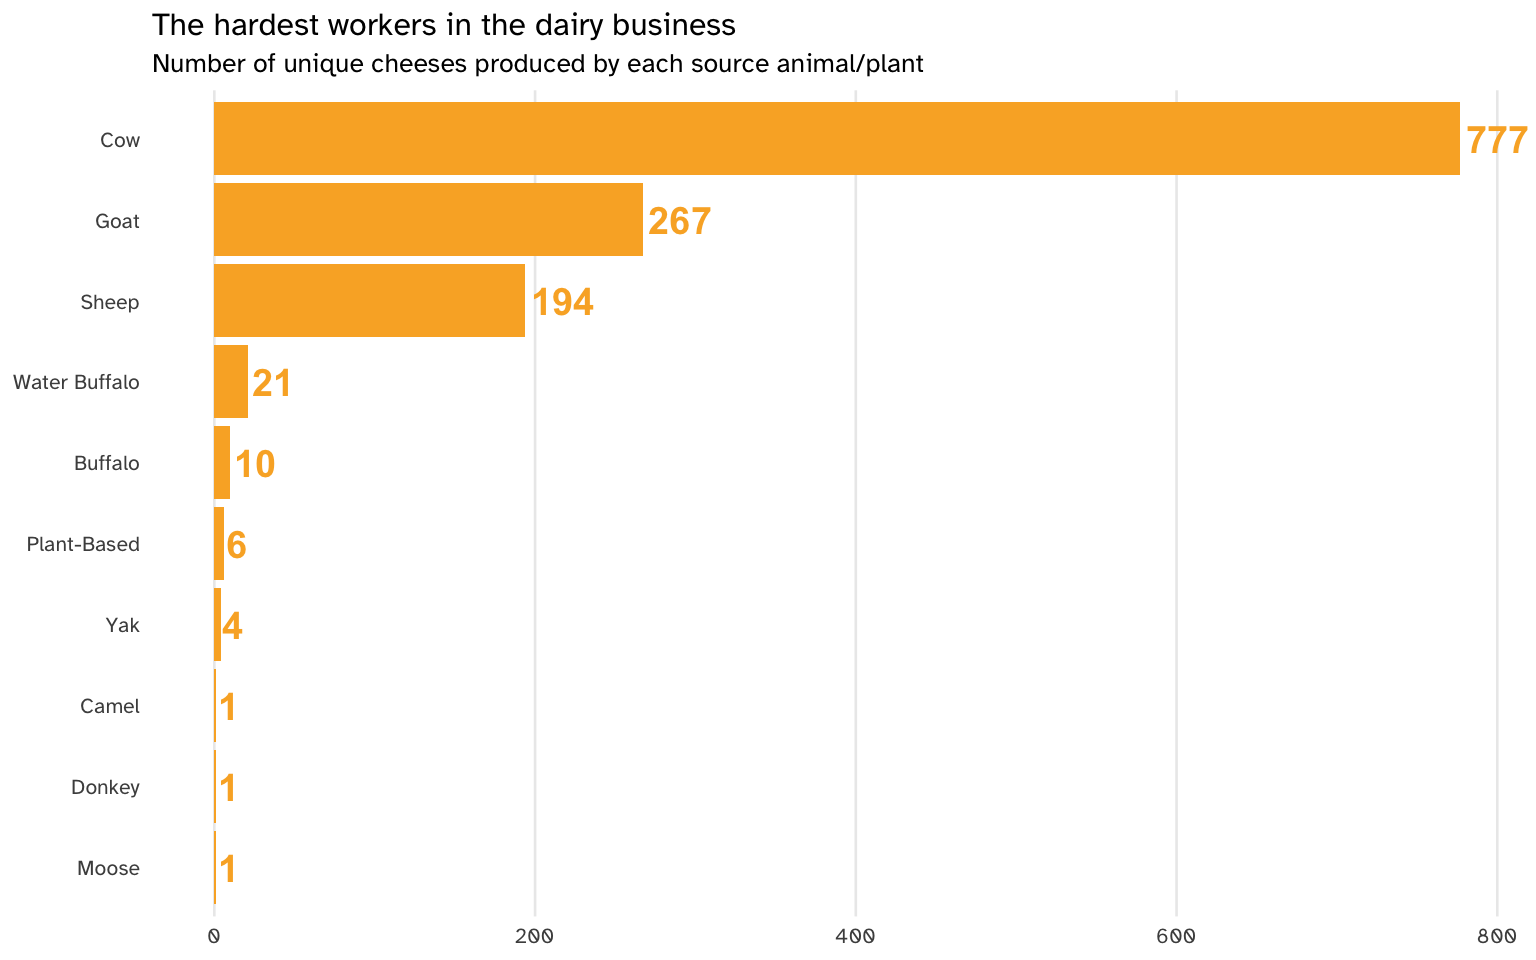 The hardest workers in the dairy business
Number of unique cheeses produced by each source animal/plant
Cow 777
Goat 267
Sheep 194
Water Buffalo 21
Buffalo 10
Plant-Based 6
Yak 4
Camel 1
Donkey 1
Moose 1
0 200 400 600 800